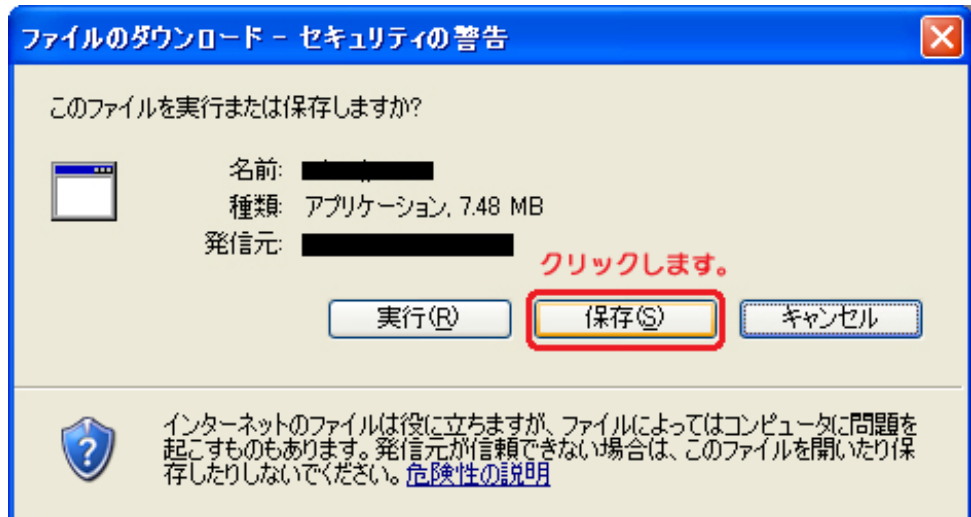 ファイルのダウンロード - セキュリティの警告
このファイルを実行または保存しますか?
名前:
種類: アプリケーション, 7.48 MB
発信元:
クリックします。
実行(R) 保存(S) キャンセル
インターネットのファイルは役に立ちますが、ファイルによってはコンピュータに問題を
起こすものもあります。発信元が信頼できない場合は、このファイルを開いたり保
存したりしないでください。危険性の説明